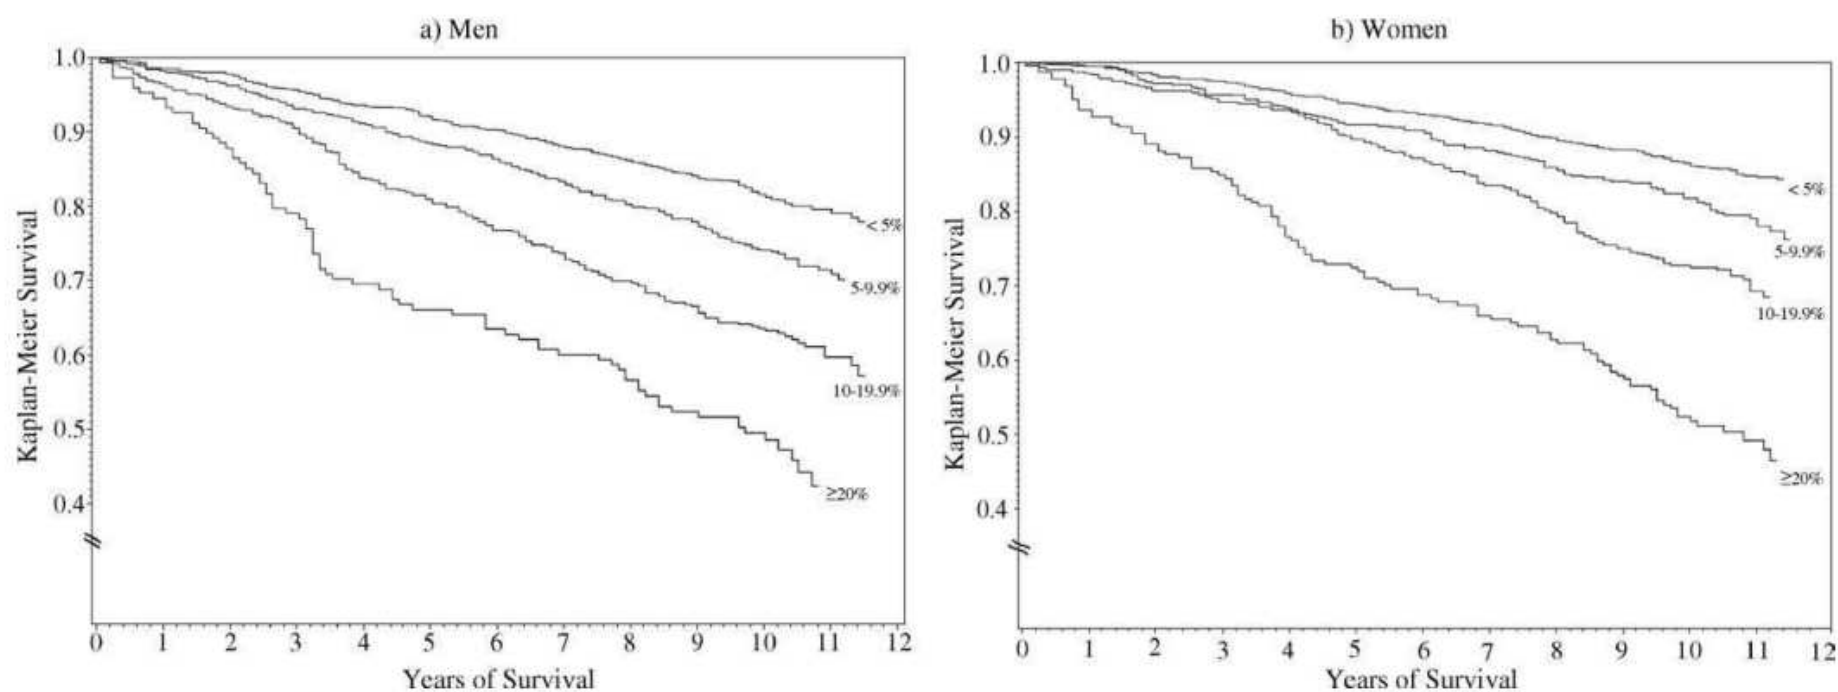 a) Men
1.0
0.9
0.8
0.7
0.6
0.5
0.4
Kaplan-Meier Survival
< 5%
5-9.9%
10-19.9%
≥20%
0 1 2 3 4 5 6 7 8 9 10 11 12
Years of Survival
b) Women
1.0
0.9
0.8
0.7
0.6
0.5
0.4
Kaplan-Meier Survival
< 5%
5-9.9%
10-19.9%
≥20%
0 1 2 3 4 5 6 7 8 9 10 11 12
Years of Survival